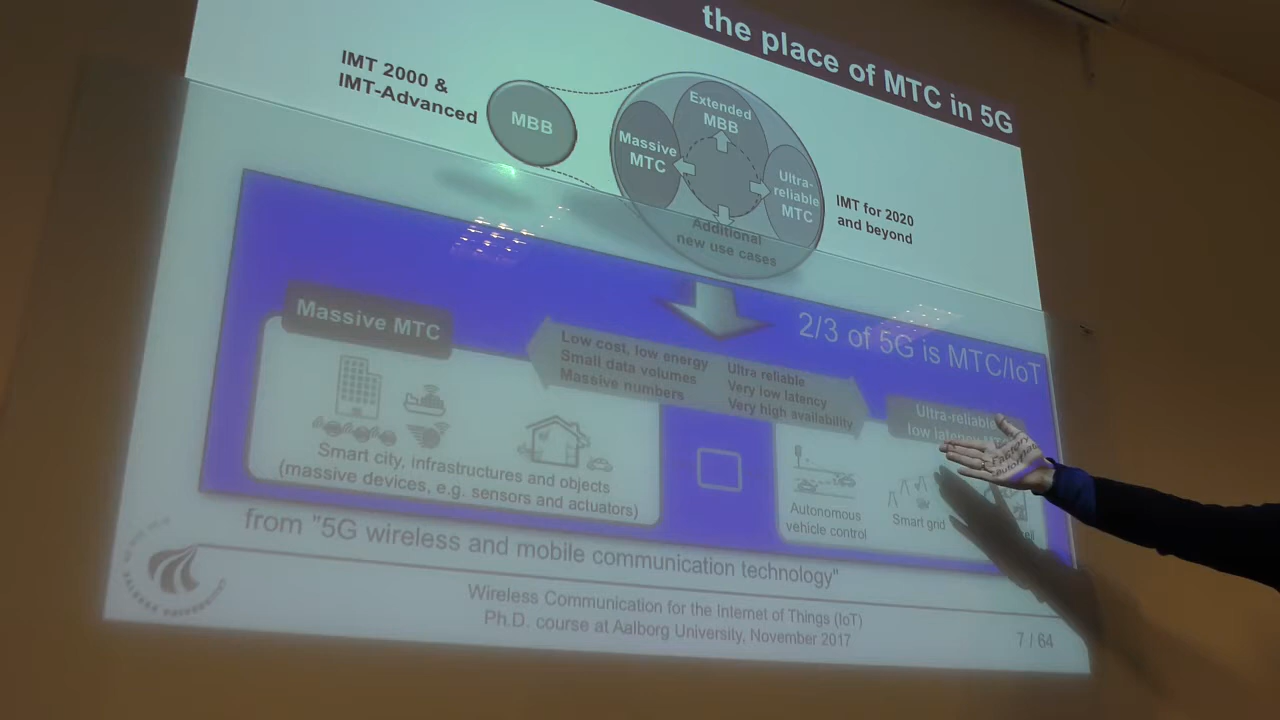 the place of MTC in 5G
IMT 2000 &
IMT-Advanced
MBB
Extended
MBB
Massive
MTC
Ultra-
reliable
MTC
Additional
new use cases
IMT for 2020
and beyond
2/3 of 5G is MTC/IoT
Massive MTC
Low cost, low energy
Small data volumes
Massive numbers
Ultra reliable
Very low latency
Very high availability
Ultra-reliable
low latency
Smart city, infrastructures and objects
(massive devices, e.g. sensors and actuators)
Autonomous
vehicle control
Smart grid
Factory
from "5G wireless and mobile communication technology"
Wireless Communication for the Internet of Things (IoT)
Ph.D. course at Aalborg University, November 2017
7 / 64